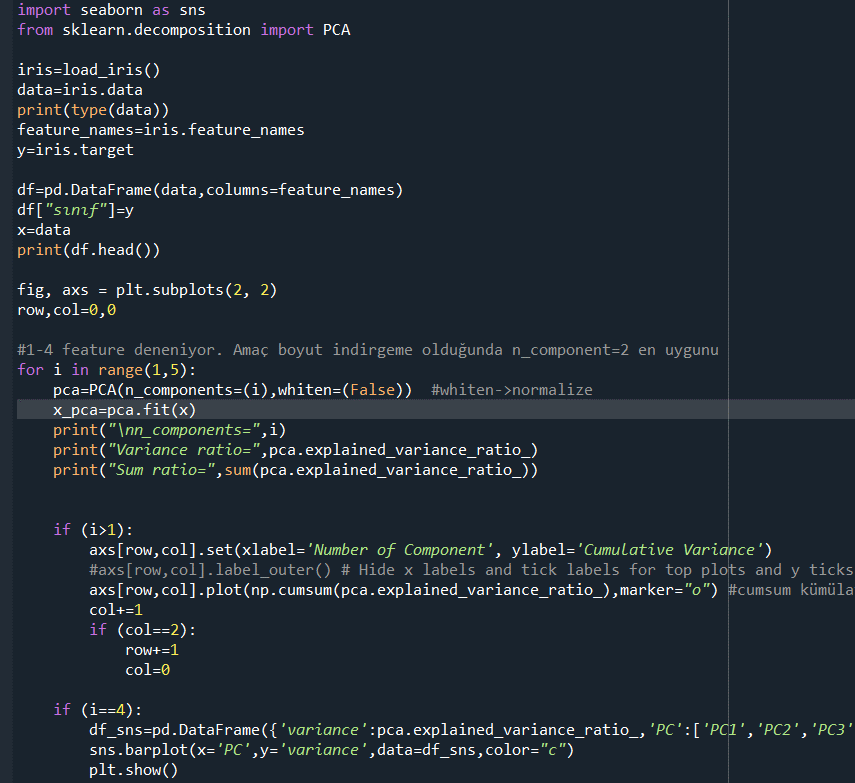 import seaborn as sns
from sklearn.decomposition import PCA

iris=load_iris()
data=iris.data
print(type(data))
feature_names=iris.feature_names
y=iris.target

df=pd.DataFrame(data,columns=feature_names)
df["sınıf"]=y
x=data
print(df.head())

fig, axs = plt.subplots(2, 2)
row,col=0,0

#1-4 feature deneniyor. Amaç boyut indirgeme olduğunda n_component=2 en uygunu
for i in range(1,5):
    pca=PCA(n_components=(i),whiten=(False))  #whiten->normalize
    x_pca=pca.fit(x)
    print("\nn_components=",i)
    print("Variance ratio=",pca.explained_variance_ratio_)
    print("Sum ratio=",sum(pca.explained_variance_ratio_))


    if (i>1):
        axs[row,col].set(xlabel='Number of Component', ylabel='Cumulative Variance')
        #axs[row,col].label_outer() # Hide x labels and tick labels for top plots and y ticks
        axs[row,col].plot(np.cumsum(pca.explained_variance_ratio_),marker="o") #cumsum kümüla
        col+=1
        if (col==2):
            row+=1
            col=0

    if (i==4):
        df_sns=pd.DataFrame({'variance':pca.explained_variance_ratio_,'PC':['PC1','PC2','PC3'
        sns.barplot(x='PC',y='variance',data=df_sns,color="c")
        plt.show()